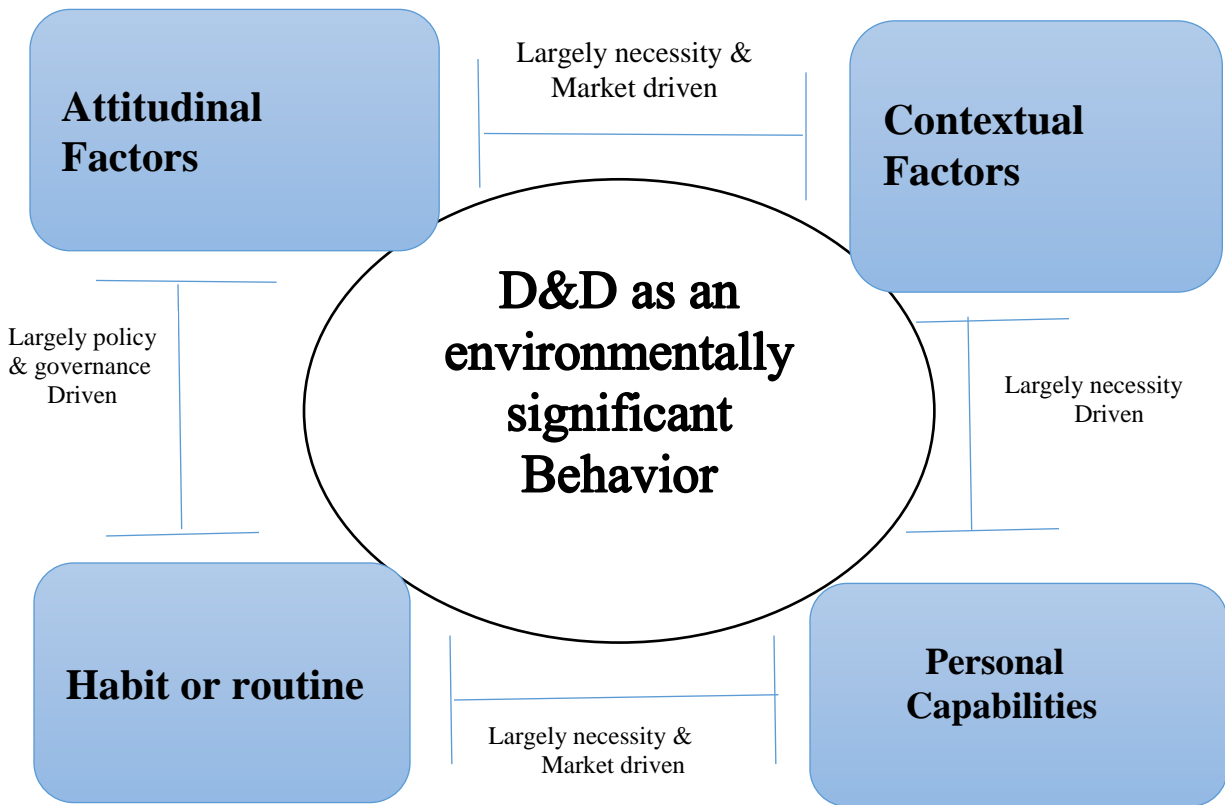 Largely necessity &
Market driven
Attitudinal
Factors
Contextual
Factors
D&D as an
environmentally
significant
Behavior
Largely policy
& governance
Driven
Largely necessity
Driven
Habit or routine
Personal
Capabilities
Largely necessity &
Market driven